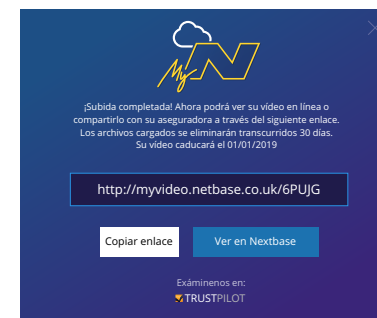 My N
¡Subida completada! Ahora podrá ver su vídeo en línea o
compartirlo con su aseguradora a través del siguiente enlace.
Los archivos cargados se eliminarán transcurridos 30 días.
Su vídeo caducará el 01/01/2019
http://myvideo.netbase.co.uk/6PUJG
Copiar enlace
Ver en Nextbase
Exáminenos en:
TRUSTPILOT